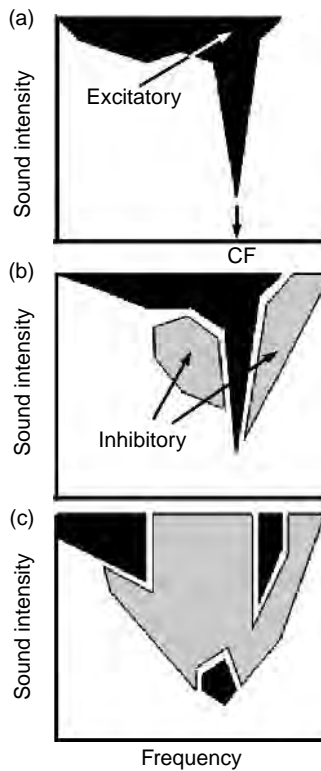 (a)
Excitatory
Sound intensity
CF
(b)
Inhibitory
Sound intensity
(c)
Sound intensity
Frequency